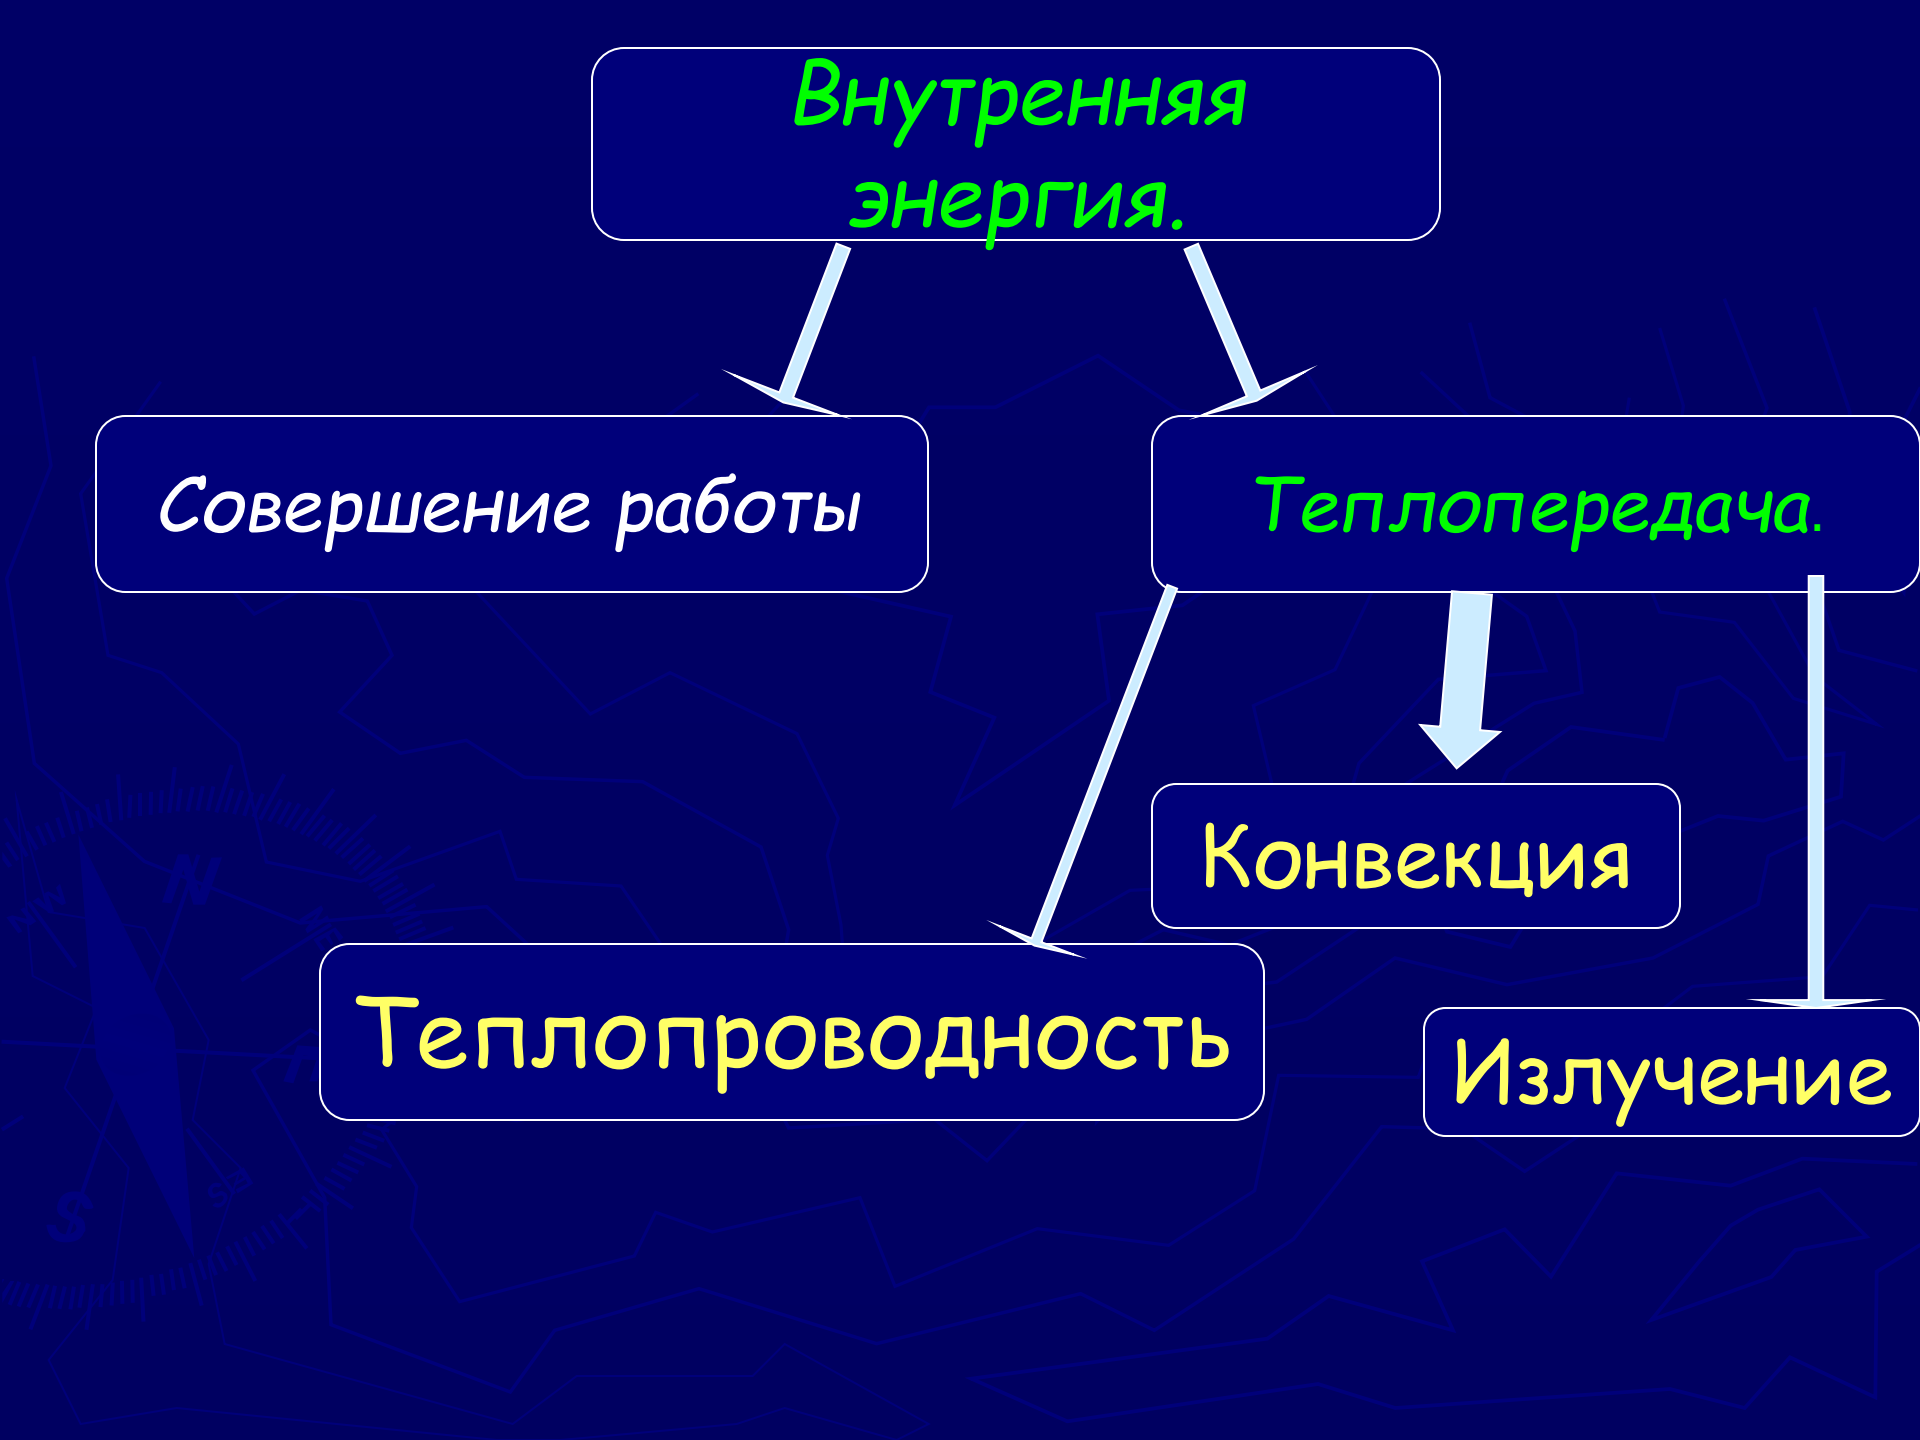 Внутренняя
энергия.
Совершение работы
Теплопередача.
Конвекция
Теплопроводность
Излучение
N
S